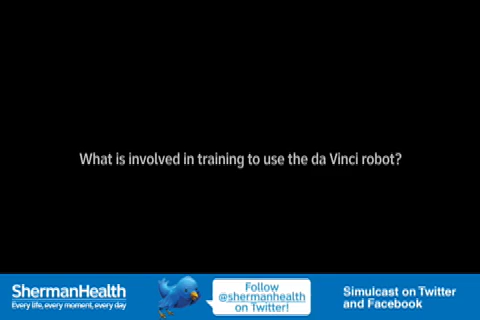 What is involved in training to use the da Vinci robot?
ShermanHealth
Every life, every moment, every day
Follow
@shermanhealth
on Twitter!
Simulcast on Twitter
and Facebook